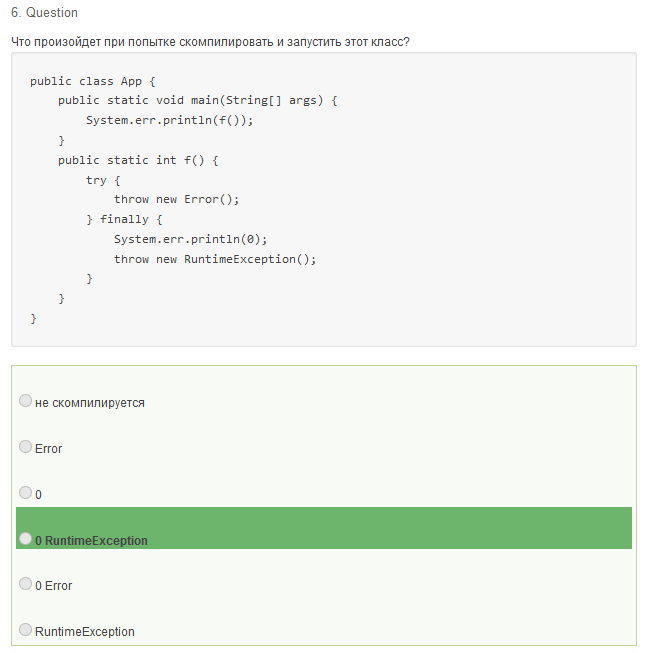 6. Question
Что произойдет при попытке скомпилировать и запустить этот класс?
public class App {
    public static void main(String[] args) {
        System.err.println(f());
    }
    public static int f() {
        try {
            throw new Error();
        } finally {
            System.err.println(0);
            throw new RuntimeException();
        }
    }
}
не скомпилируется
Error
0
0 RuntimeException
0 Error
RuntimeException